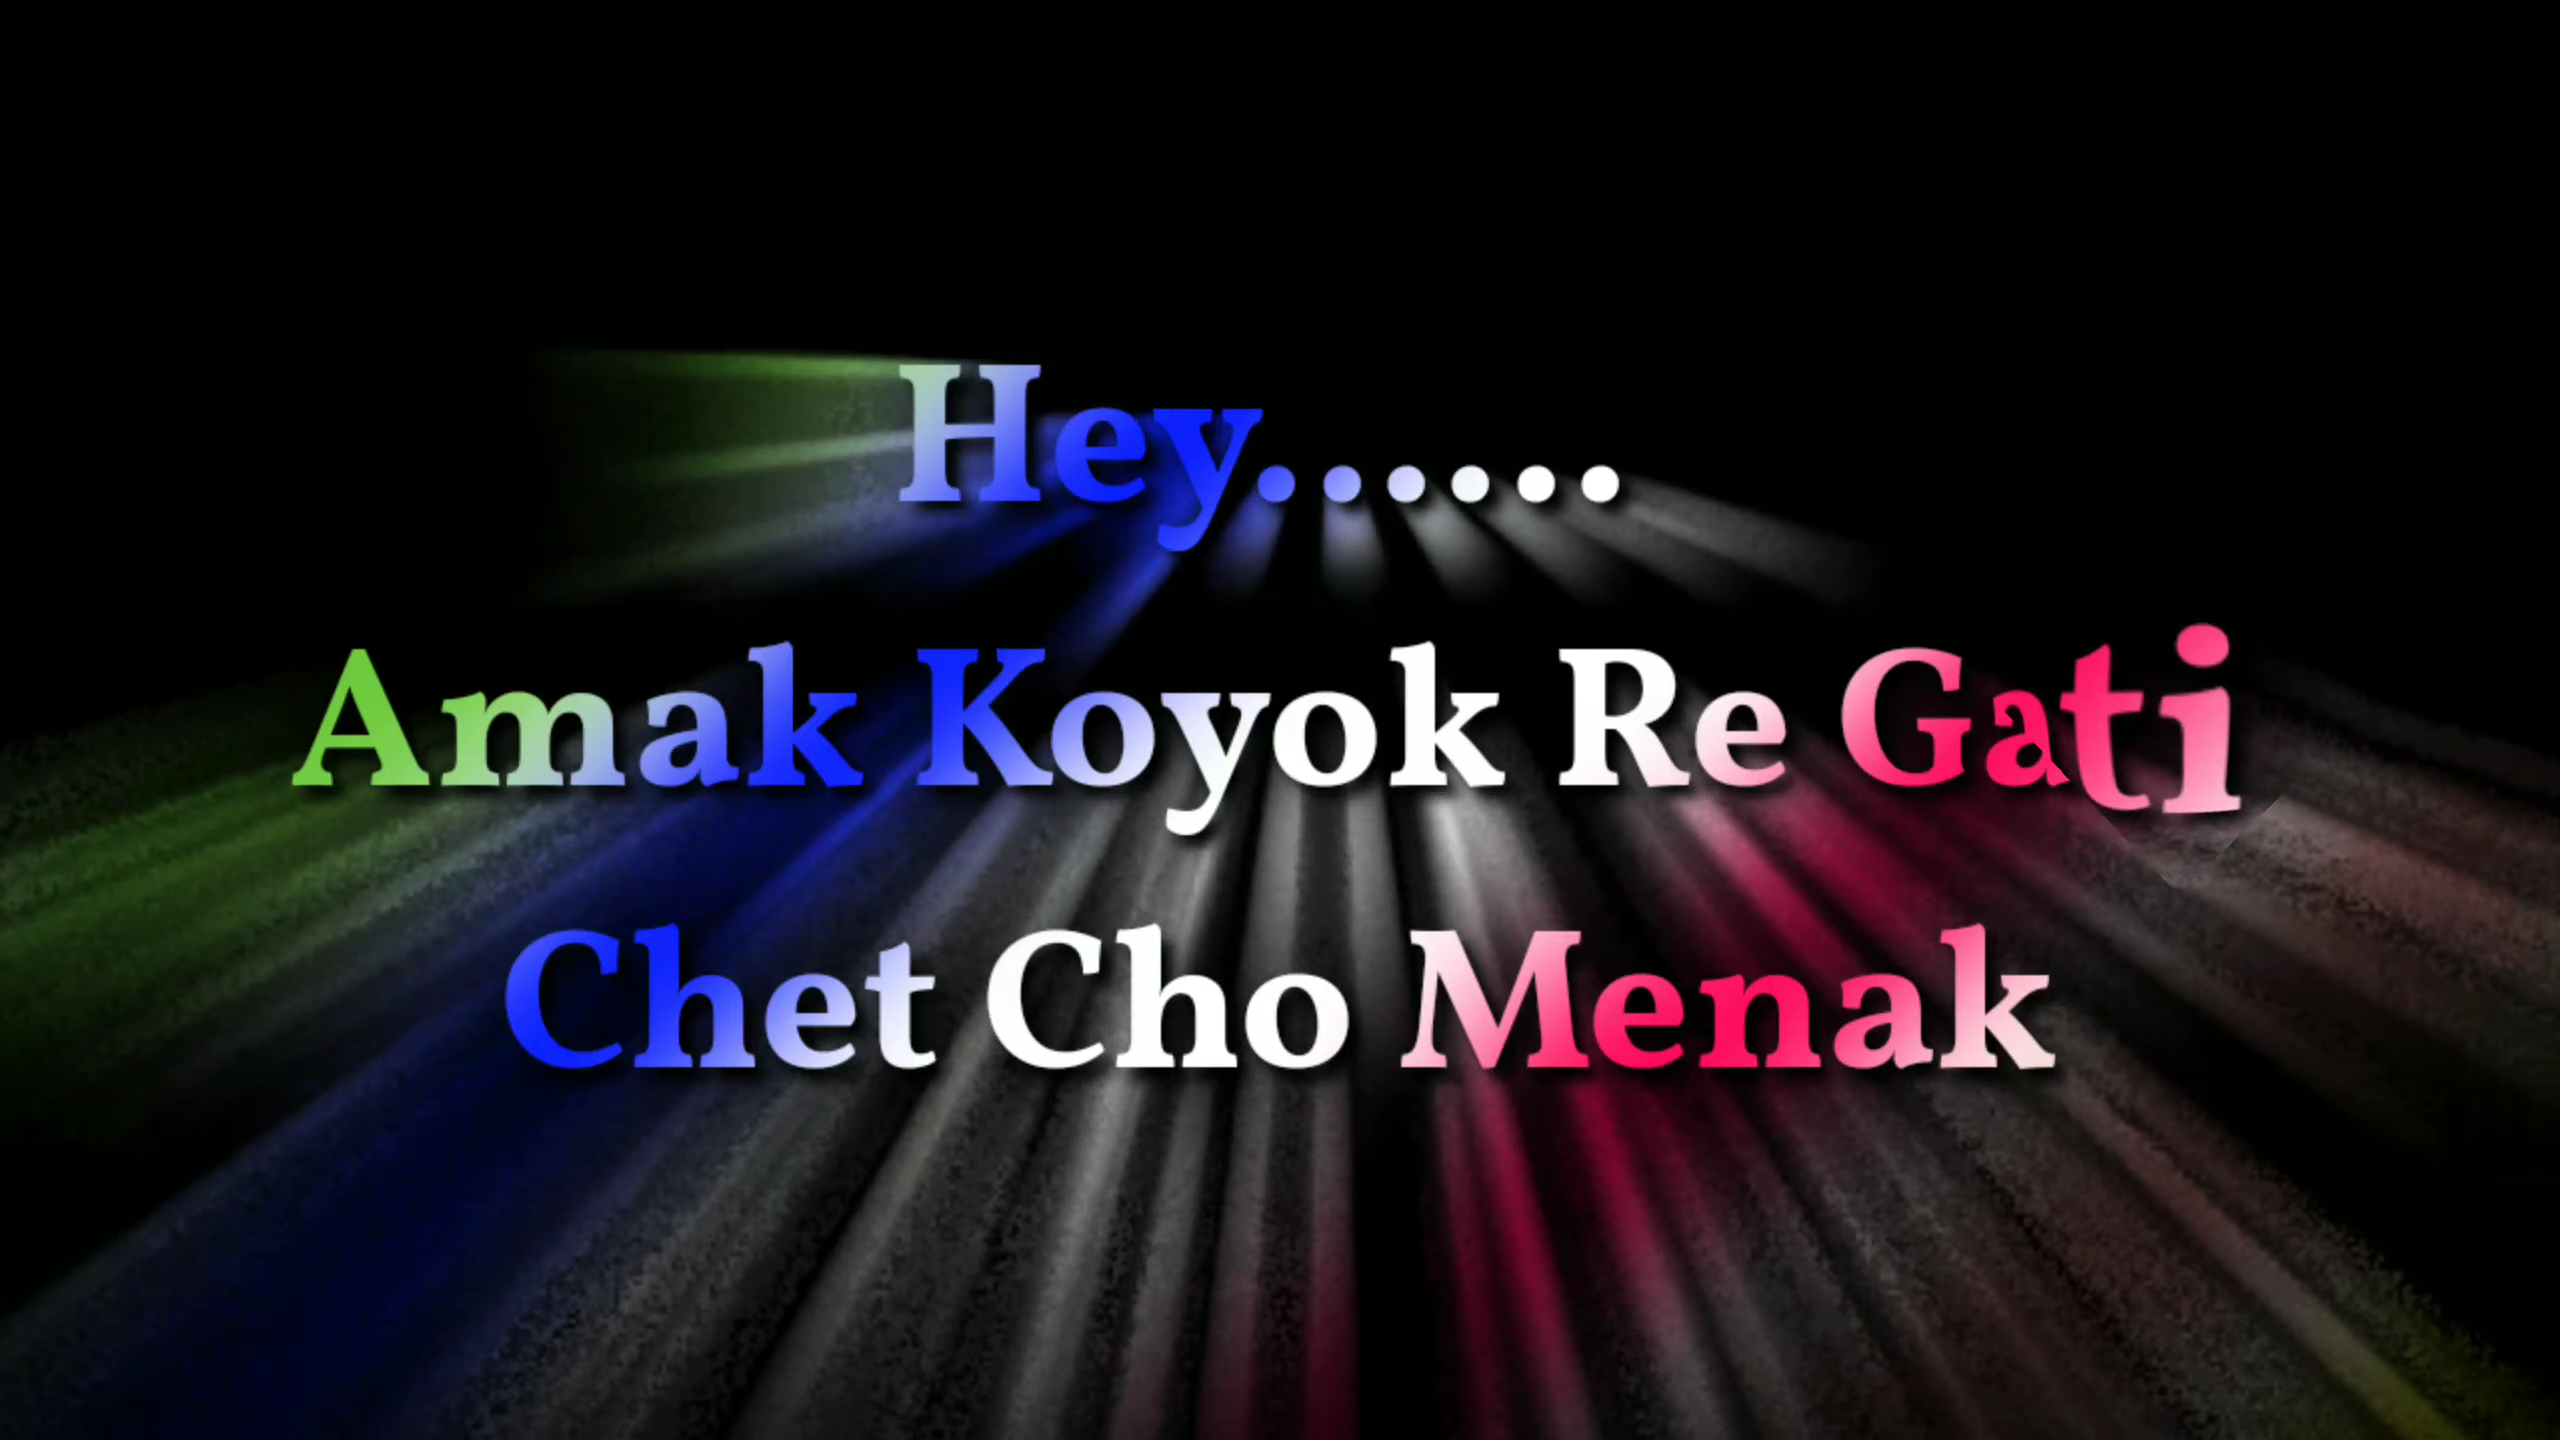 Hey......
Amak Koyok Re Gati
Chet Cho Menak